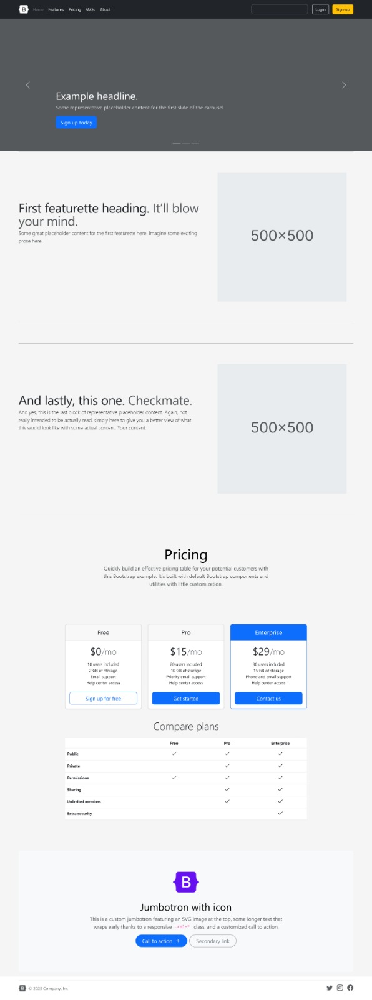 B Home Features Pricing FAQs About Login Sign-up
Example headline.
Some representative placeholder content for the first slide of the carousel.
Sign up today
First featurette heading. It'll blow
your mind.
Some great placeholder content for the first featurette here. Imagine some exciting
prose here.
500×500
And lastly, this one. Checkmate.
And yes, this is the last block of representative placeholder content. Again, not
really intended to be actually read, simply here to give you a better view of what
this would look like with some actual content. Your content.
500×500
Pricing
Quickly build an effective pricing table for your potential customers with
this Bootstrap example. It's built with default Bootstrap components and
utilities with little customization.
Free
$0/mo
10 users included
2 GB of storage
Email support
Help center access
Sign up for free
Pro
$15/mo
20 users included
10 GB of storage
Priority email support
Help center access
Get started
Enterprise
$29/mo
30 users included
15 GB of storage
Phone and email support
Help center access
Contact us
Compare plans
Free Pro Enterprise
Public
Private
Permissions
Sharing
Unlimited members
Extra security
B
Jumbotron with icon
This is a custom jumbotron featuring an SVG image at the top, some longer text that
wraps early thanks to a responsive .col-* class, and a customized call to action.
Call to action → Secondary link
B © 2023 Company, Inc